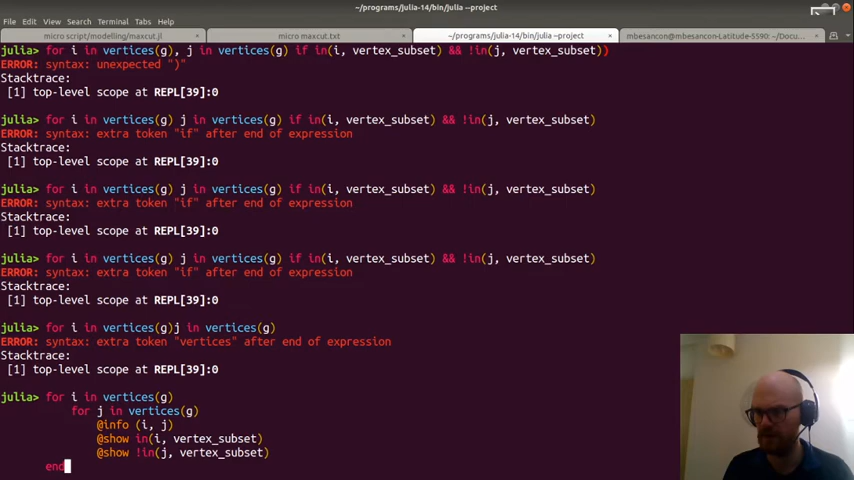 ~/programs/julia-14/bin/julia --project
File Edit View Search Terminal Tabs Help
micro script/modelling/maxcut.jl × micro maxcut.txt × ~/programs/julia-14/bin/julia --project × mbesancon@mbesancon-Latitude-5590: ~/Docu... ×
julia> for i in vertices(g), j in vertices(g) if in(i, vertex_subset) && !in(j, vertex_subset))
ERROR: syntax: unexpected ")"
Stacktrace:
[1] top-level scope at REPL[39]:0
julia> for i in vertices(g) j in vertices(g) if in(i, vertex_subset) && !in(j, vertex_subset)
ERROR: syntax: extra token "if" after end of expression
Stacktrace:
[1] top-level scope at REPL[39]:0
julia> for i in vertices(g) j in vertices(g) if in(i, vertex_subset) && !in(j, vertex_subset)
ERROR: syntax: extra token "if" after end of expression
Stacktrace:
[1] top-level scope at REPL[39]:0
julia> for i in vertices(g) j in vertices(g) if in(i, vertex_subset) && !in(j, vertex_subset)
ERROR: syntax: extra token "if" after end of expression
Stacktrace:
[1] top-level scope at REPL[39]:0
julia> for i in vertices(g)j in vertices(g)
ERROR: syntax: extra token "vertices" after end of expression
Stacktrace:
[1] top-level scope at REPL[39]:0
julia> for i in vertices(g)
for j in vertices(g)
@info (i, j)
@show in(i, vertex_subset)
@show !in(j, vertex_subset)
end